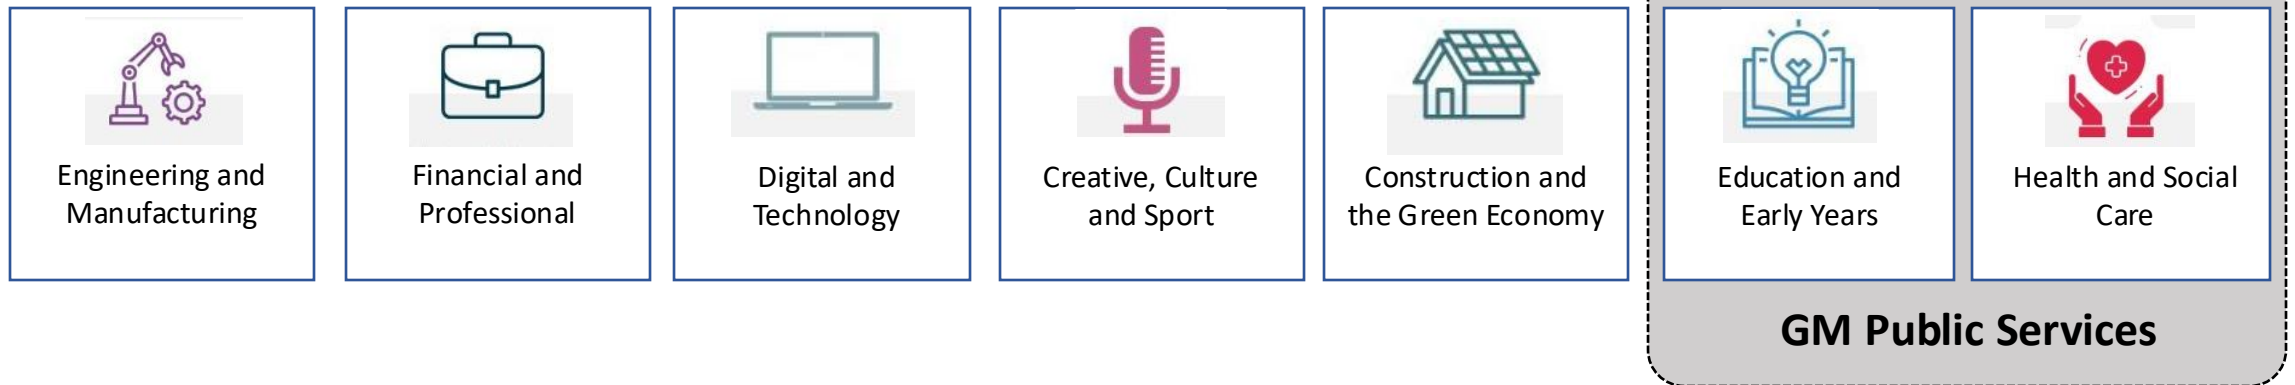 Engineering and
Manufacturing
Financial and
Professional
Digital and
Technology
Creative, Culture
and Sport
Construction and
the Green Economy
Education and
Early Years
Health and Social
Care
GM Public Services